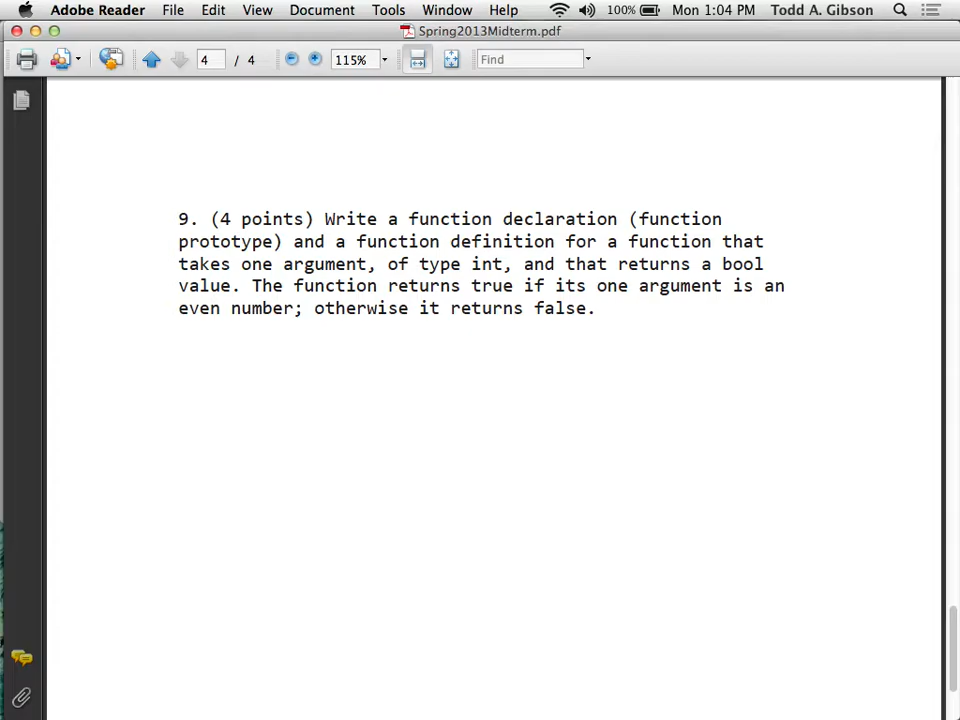 Adobe Reader File Edit View Document Tools Window Help 100% Mon 1:04 PM Todd A. Gibson
Spring2013Midterm.pdf
4 / 4 115% Find
9. (4 points) Write a function declaration (function
prototype) and a function definition for a function that
takes one argument, of type int, and that returns a bool
value. The function returns true if its one argument is an
even number; otherwise it returns false.